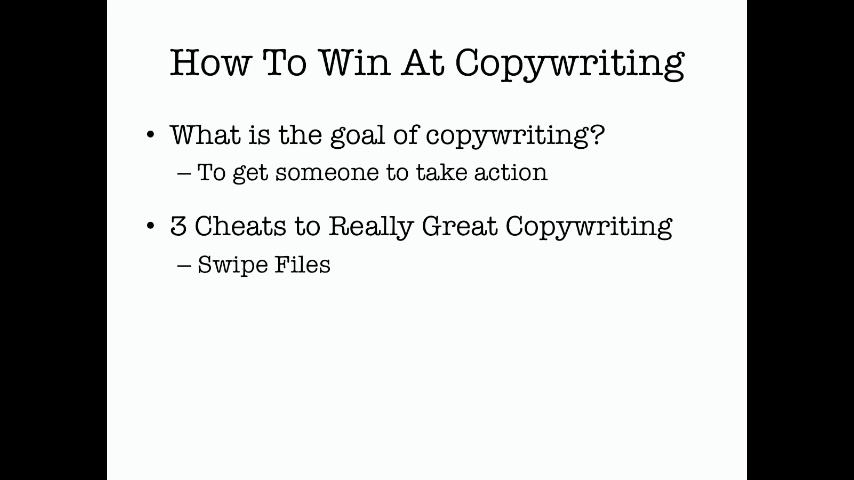 How To Win At Copywriting
• What is the goal of copywriting?
– To get someone to take action
• 3 Cheats to Really Great Copywriting
– Swipe Files